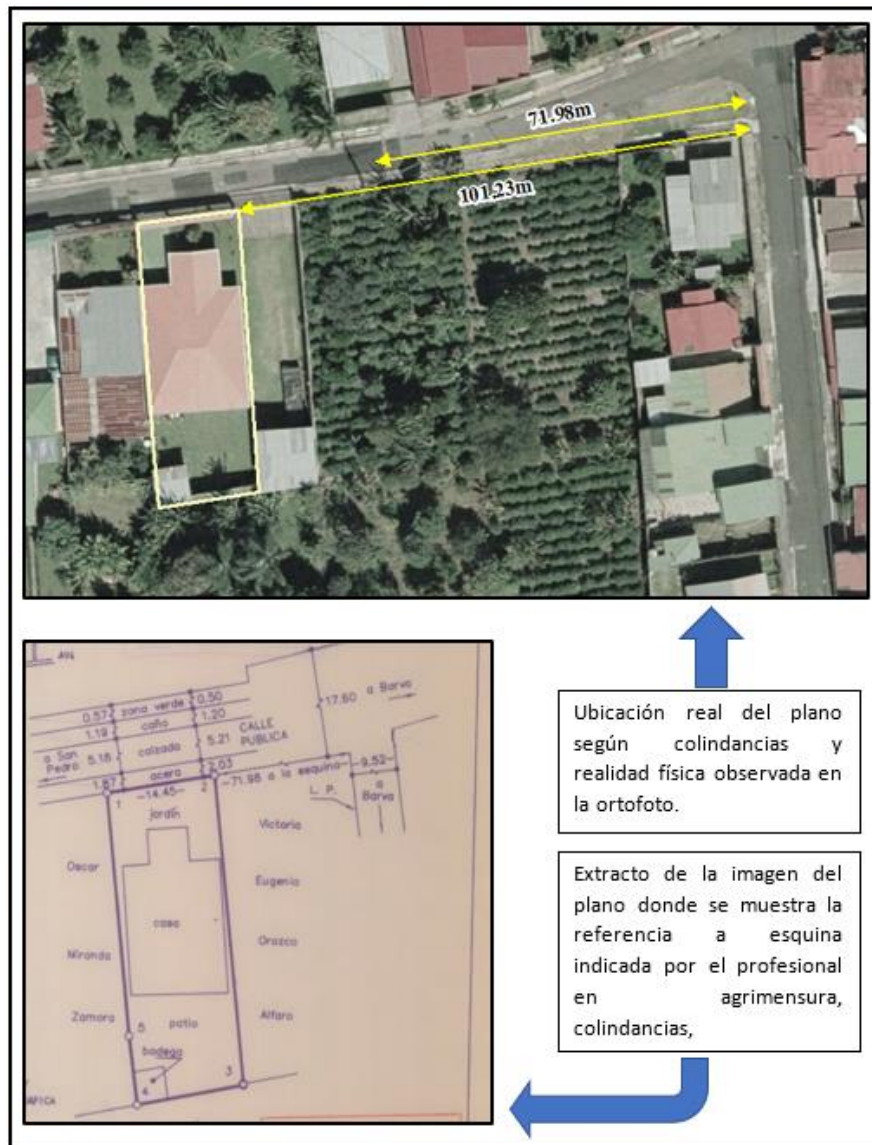 71.98m
101.23m
AV6
0.57 zona verde 0.50
1.19 caño 1.20
a San Pedro 5.18 calzada 5.21 CALLE PUBLICA
1.87 acera 2.03
17.60 a Barva
1 -14.45- 2
-71.98 a la esquina-
-9.52-
a Barva
L. P.
jardín
Oscar
Victoria
Eugenia
casa
Miranda
Orozco
Zamora
5
patio
Alfaro
bodega
3
4
AFICA
Ubicación real del plano
según colindancias y
realidad física observada en
la ortofoto.
Extracto de la imagen del
plano donde se muestra la
referencia a esquina
indicada por el profesional
en agrimensura,
colindancias,